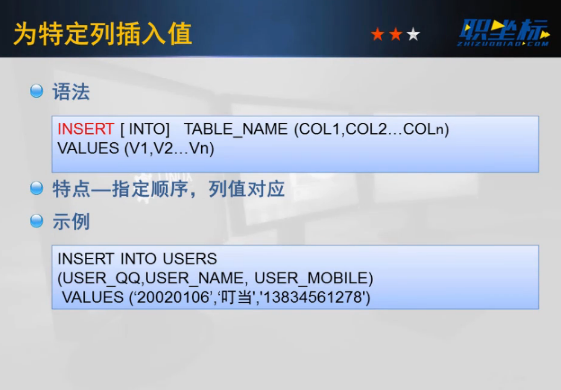 为特定列插入值
职坐标
ZHIZUOBIAO.COM
语法
INSERT [ INTO] TABLE_NAME (COL1,COL2…COLn)
VALUES (V1,V2…Vn)
特点—指定顺序，列值对应
示例
INSERT INTO USERS
(USER_QQ,USER_NAME, USER_MOBILE)
VALUES (‘20020106’,‘叮当’,'13834561278')